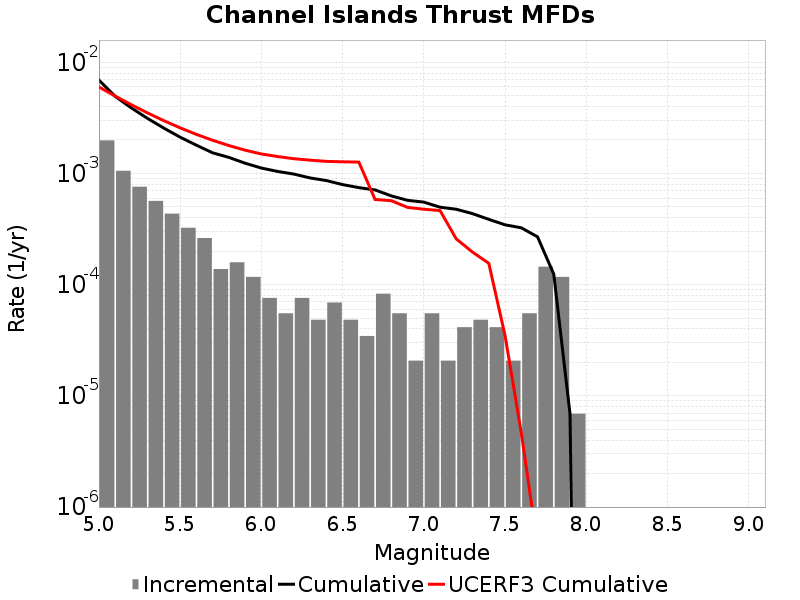 Channel Islands Thrust MFDs
Rate (1/yr)
10^-2
10^-3
10^-4
10^-5
10^-6
5.0 5.5 6.0 6.5 7.0 7.5 8.0 8.5 9.0
Magnitude
Incremental Cumulative UCERF3 Cumulative